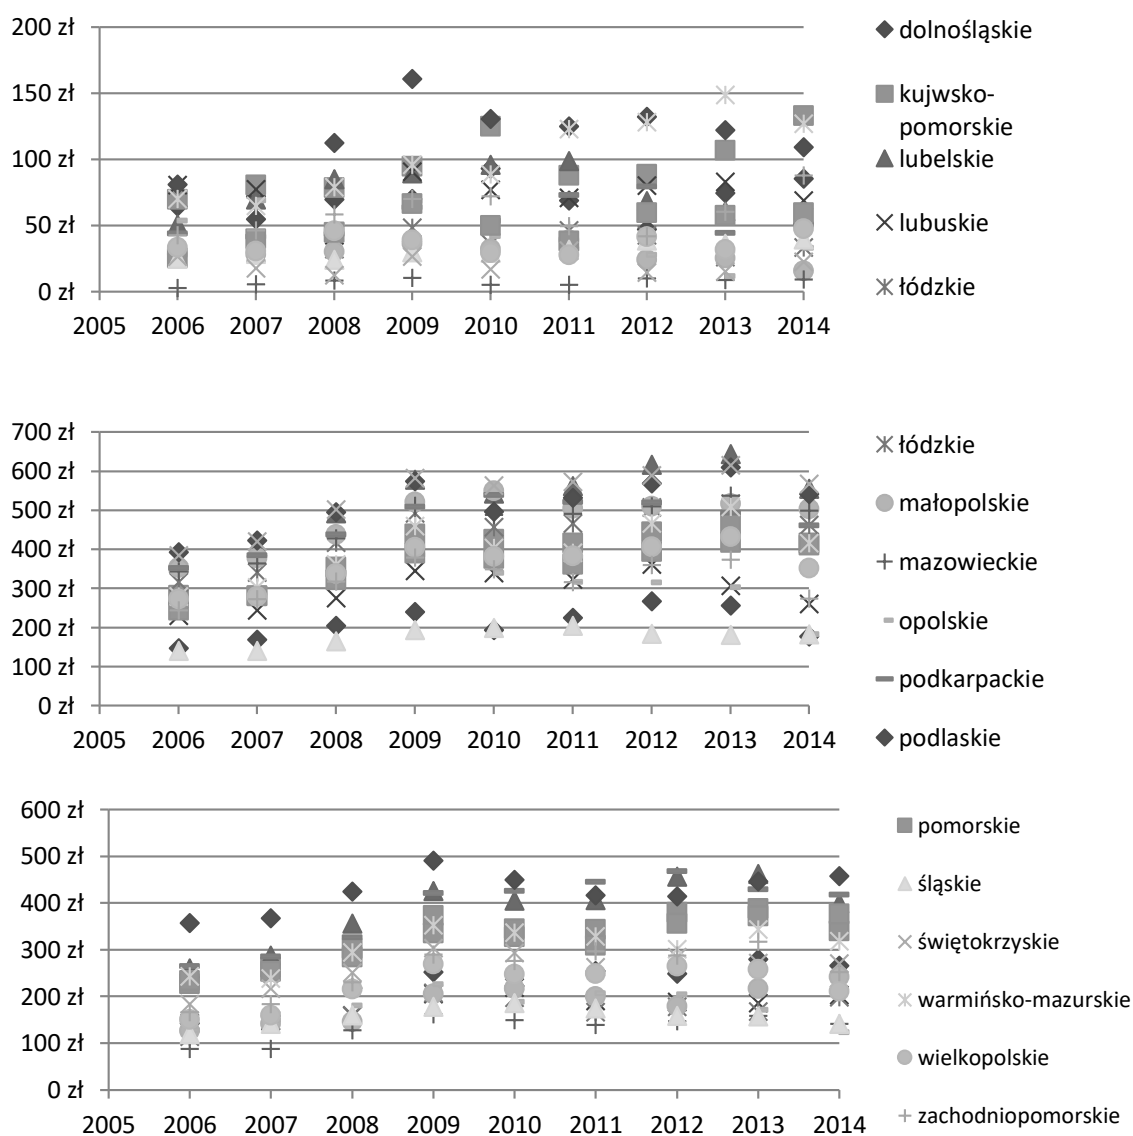 200 zł
150 zł
100 zł
50 zł
0 zł
2005 2006 2007 2008 2009 2010 2011 2012 2013 2014
dolnośląskie
kujwsko-
pomorskie
lubelskie
lubuskie
łódzkie
700 zł
600 zł
500 zł
400 zł
300 zł
200 zł
100 zł
0 zł
2005 2006 2007 2008 2009 2010 2011 2012 2013 2014
łódzkie
małopolskie
mazowieckie
opolskie
podkarpackie
podlaskie
600 zł
500 zł
400 zł
300 zł
200 zł
100 zł
0 zł
2005 2006 2007 2008 2009 2010 2011 2012 2013 2014
pomorskie
śląskie
świętokrzyskie
warmińsko-mazurskie
wielkopolskie
zachodniopomorskie